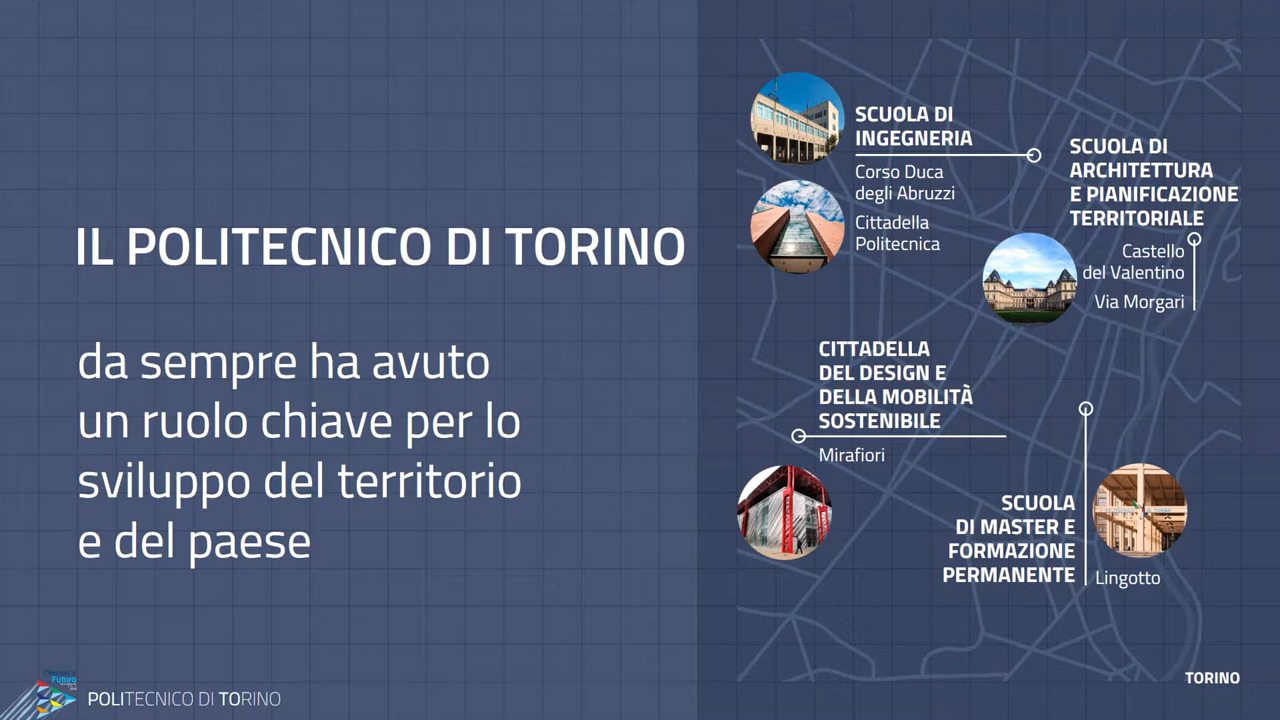 IL POLITECNICO DI TORINO
da sempre ha avuto
un ruolo chiave per lo
sviluppo del territorio
e del paese
SCUOLA DI
INGEGNERIA
Corso Duca
degli Abruzzi
Cittadella
Politecnica
SCUOLA DI
ARCHITETTURA
E PIANIFICAZIONE
TERRITORIALE
Castello
del Valentino
Via Morgari
CITTADELLA
DEL DESIGN E
DELLA MOBILITÀ
SOSTENIBILE
Mirafiori
SCUOLA
DI MASTER E
FORMAZIONE
PERMANENTE
Lingotto
TORINO
Futuro
POLITECNICO DI TORINO